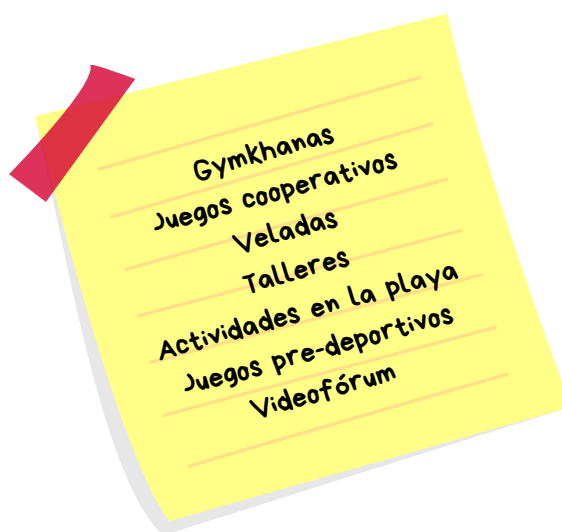 Gymkhanas
Juegos cooperativos
Veladas
Talleres
Actividades en la playa
Juegos pre-deportivos
Videofórum